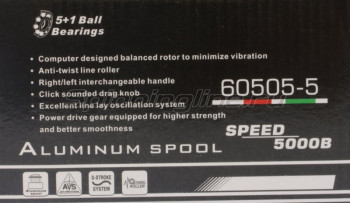 5+1 Ball
Bearings
• Computer designed balanced rotor to minimize vibration
• Anti-twist line roller
• Right/left interchangeable handle
• Click sounded drag knob
• Excellent line lay oscillation system
• Power drive gear equipped for higher strength
and better smoothness
60505-5
SPEED
5000B
ALUMINUM SPOOL
AVS
S-STROKE
SYSTEM
ROLLER